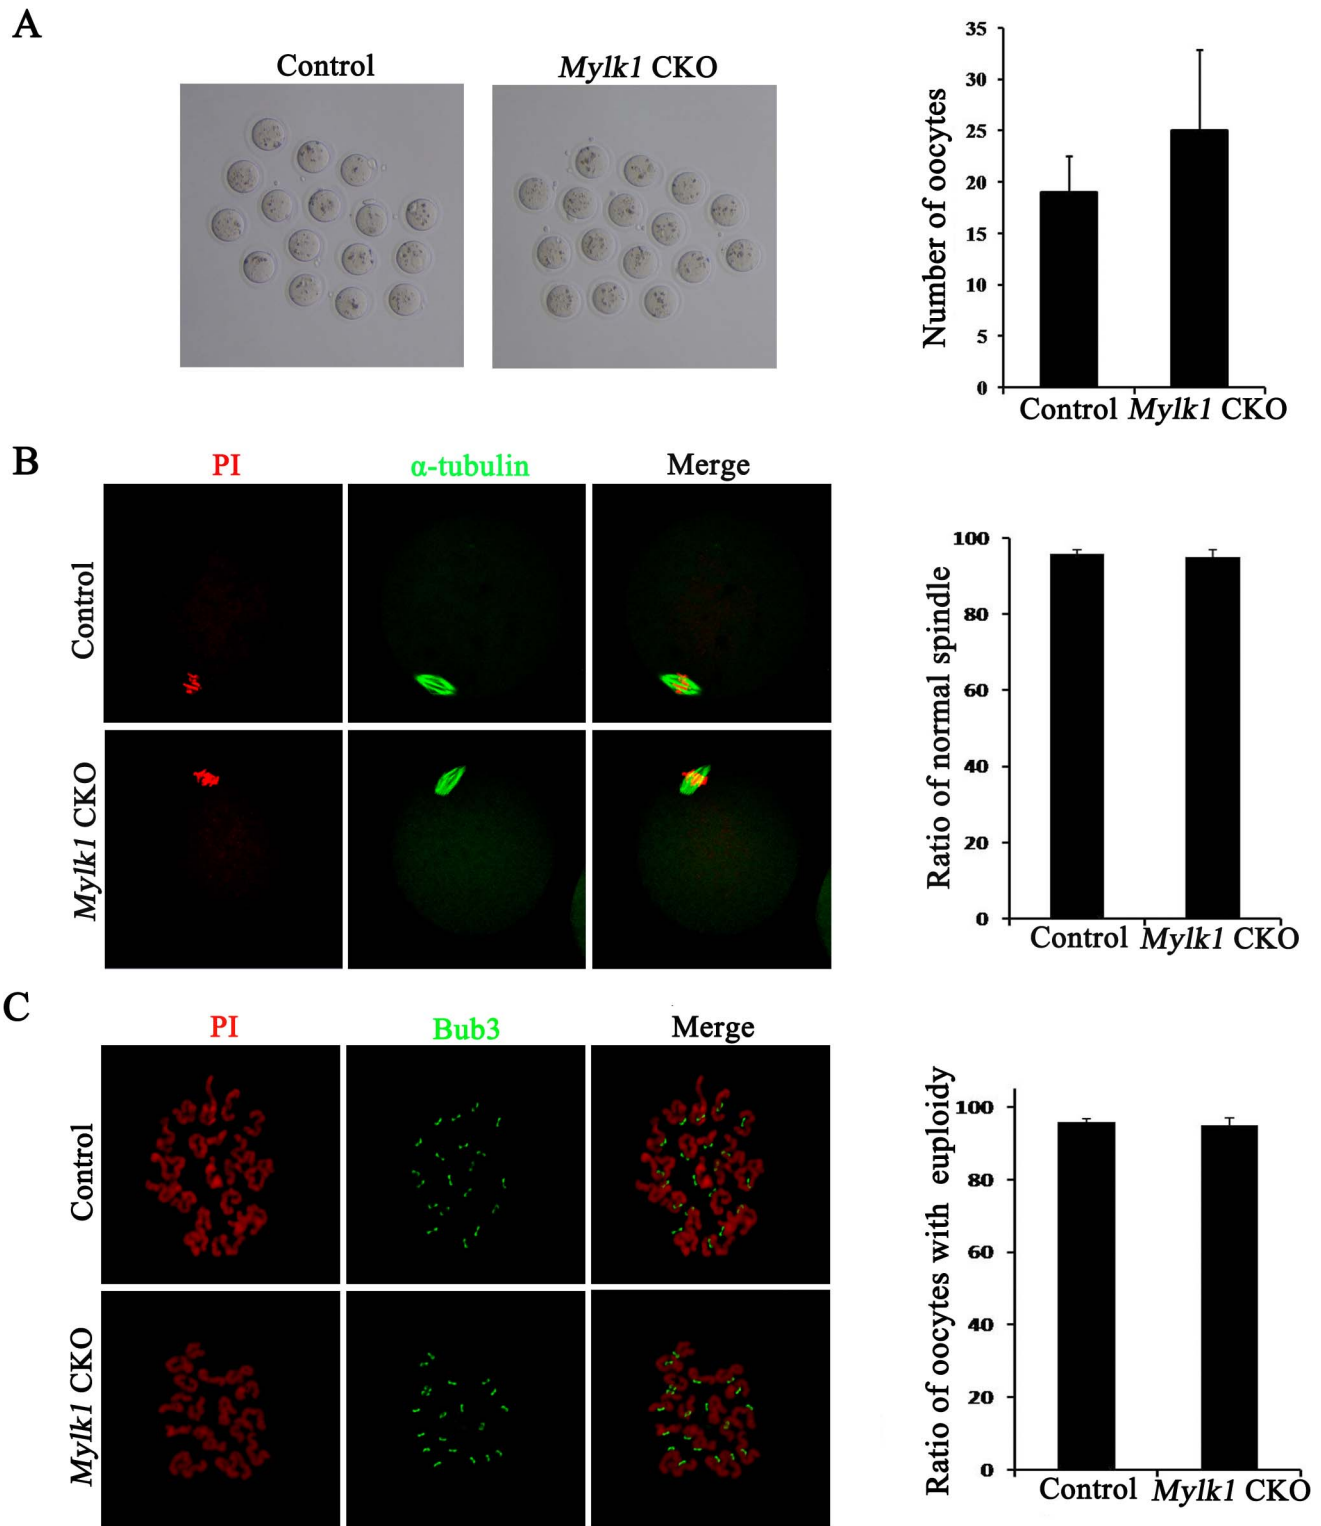 A
Control
Mylk1 CKO
Number of oocytes
35
30
25
20
15
10
5
0
Control Mylk1 CKO
B
PI
α-tubulin
Merge
Control
Mylk1 CKO
Ratio of normal spindle
100
80
60
40
20
0
Control Mylk1 CKO
C
PI
Bub3
Merge
Control
Mylk1 CKO
Ratio of oocytes with euploidy
100
80
60
40
20
0
Control Mylk1 CKO